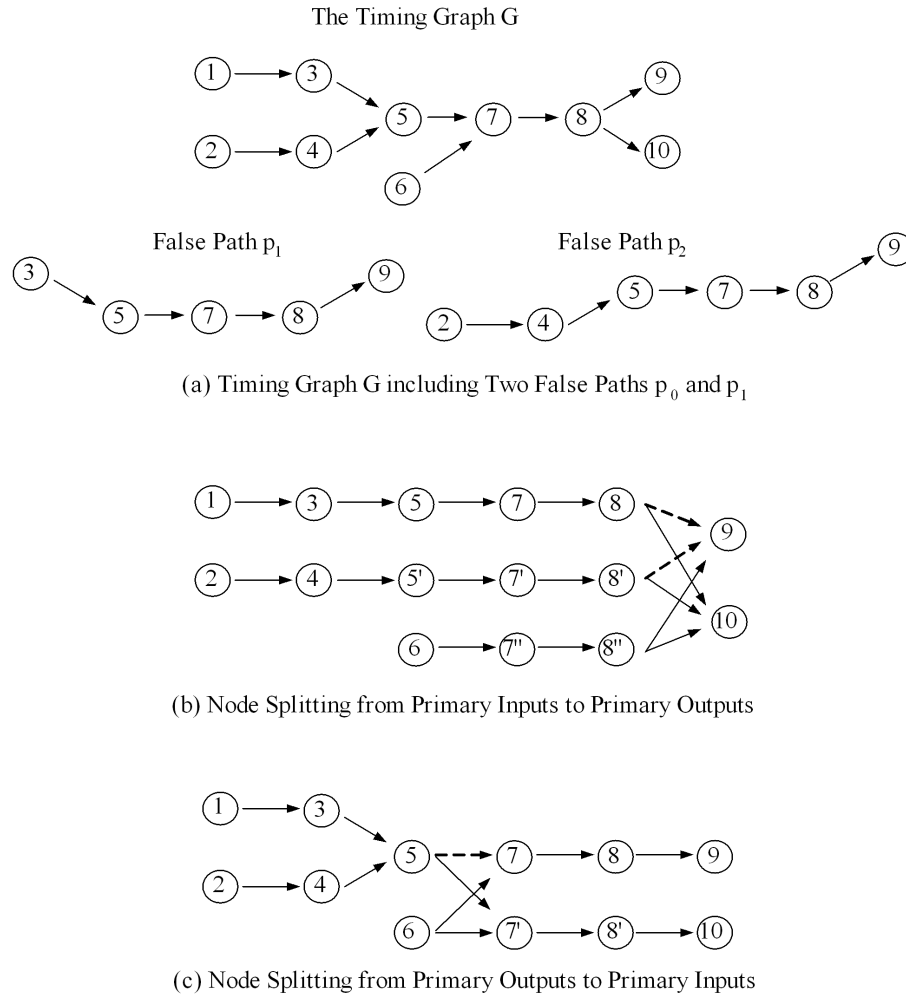 The Timing Graph G
1 3 9
5 7 8
2 4 10
6
False Path p1 False Path p2
3 9 9
5 7 8 5 7 8
2 4
(a) Timing Graph G including Two False Paths p0 and p1
1 3 5 7 8
9
2 4 5' 7' 8'
10
6 7" 8"
(b) Node Splitting from Primary Inputs to Primary Outputs
1 3
5 7 8 9
2 4
6 7' 8' 10
(c) Node Splitting from Primary Outputs to Primary Inputs